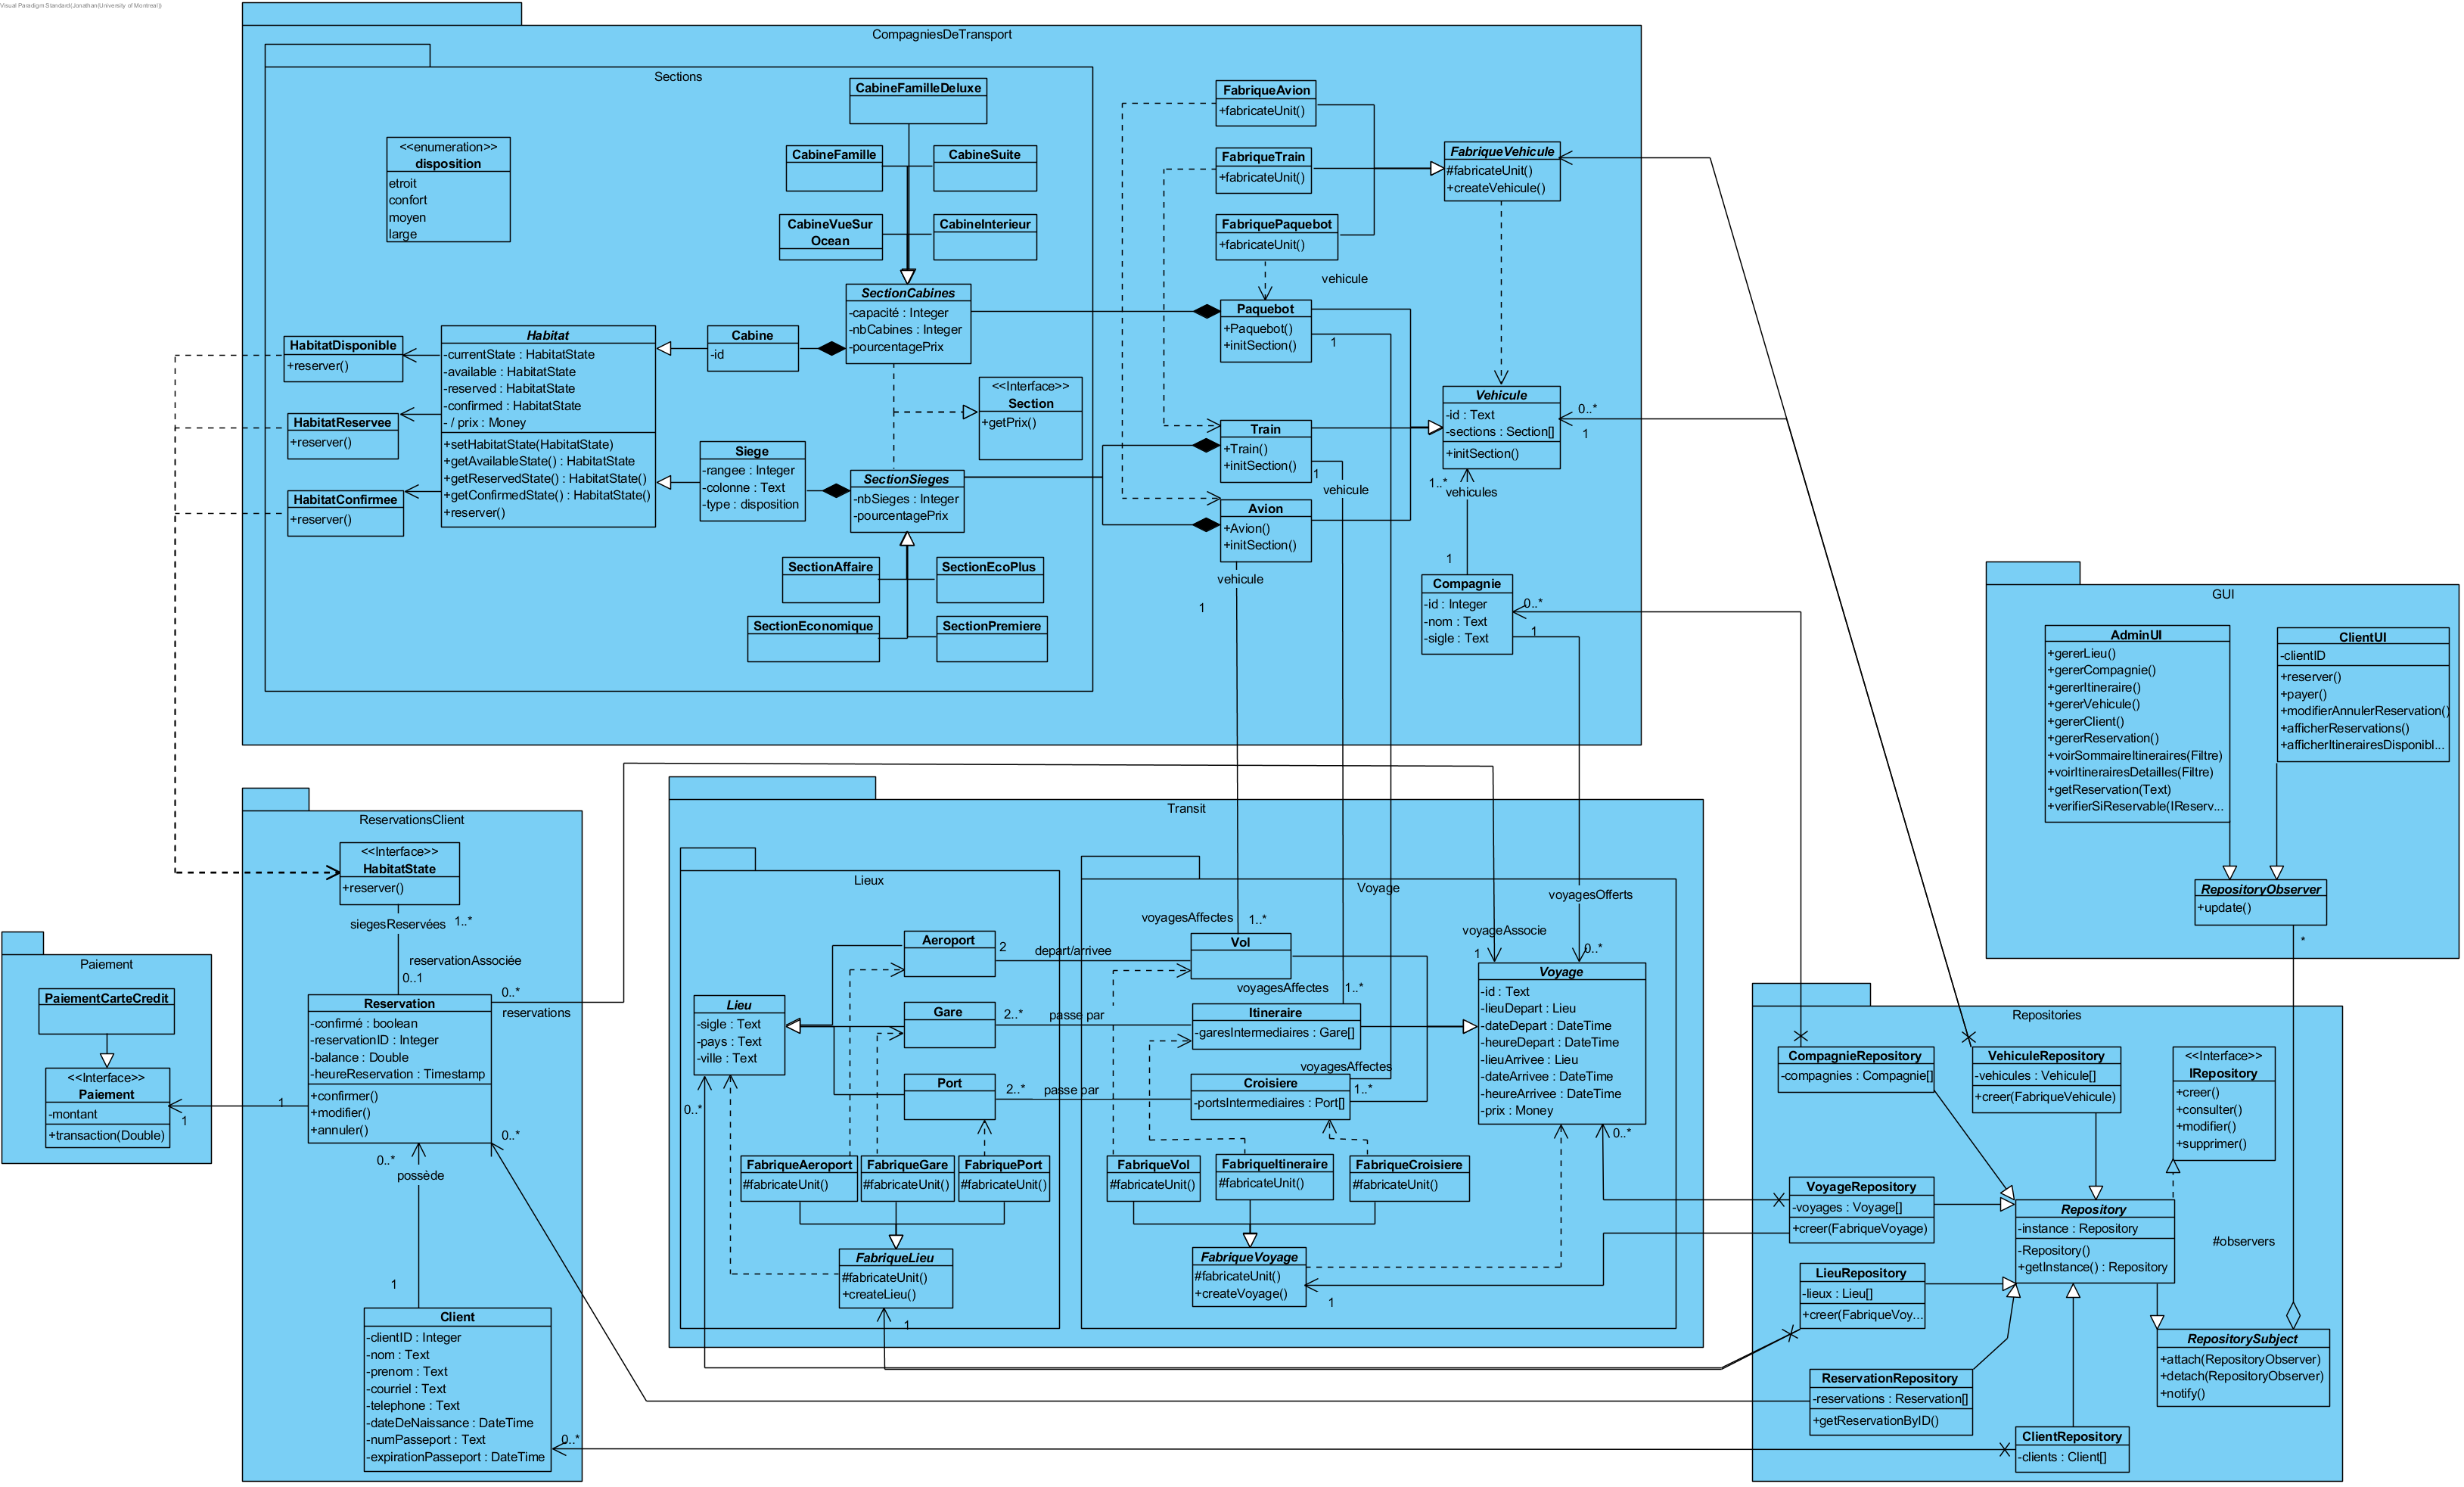 Visual Paradigm Standard(Jonathan(University of Montreal))
CompagniesDeTransport
Sections
<<enumeration>>
disposition
etroit
confort
moyen
large
CabineFamilleDeluxe
CabineFamille
CabineSuite
CabineVueSur
Ocean
CabineInterieur
SectionCabines
-capacité : Integer
-nbCabines : Integer
-pourcentagePrix
HabitatDisponible
+reserver()
HabitatReservee
+reserver()
HabitatConfirmee
+reserver()
Habitat
-currentState : HabitatState
-available : HabitatState
-reserved : HabitatState
-confirmed : HabitatState
- / prix : Money
+setHabitatState(HabitatState)
+getAvailableState() : HabitatState
+getReservedState() : HabitatState()
+getConfirmedState() : HabitatState()
+reserver()
Cabine
-id
<<Interface>>
Section
+getPrix()
Siege
-rangee : Integer
-colonne : Text
-type : disposition
SectionSieges
-nbSieges : Integer
-pourcentagePrix
SectionAffaire
SectionEcoPlus
SectionEconomique
SectionPremiere
FabriqueAvion
+fabricateUnit()
FabriqueTrain
+fabricateUnit()
FabriquePaquebot
+fabricateUnit()
FabriqueVehicule
#fabricateUnit()
+createVehicule()
vehicule
Paquebot
+Paquebot()
+initSection()
1
Train
+Train()
+initSection()
1
vehicule
Avion
+Avion()
+initSection()
vehicule
1
Vehicule
-id : Text
-sections : Section[]
+initSection()
0..*
1
1..*
vehicules
1
Compagnie
-id : Integer
-nom : Text
-sigle : Text
0..*
1
GUI
AdminUI
+gererLieu()
+gererCompagnie()
+gererItineraire()
+gererVehicule()
+gererClient()
+gererReservation()
+voirSommaireItineraires(Filtre)
+voirItinerairesDetailles(Filtre)
+getReservation(Text)
+verifierSiReservable(IReserv...
ClientUI
-clientID
+reserver()
+payer()
+modifierAnnulerReservation()
+afficherReservations()
+afficherItinerairesDisponibl...
RepositoryObserver
+update()
*
ReservationsClient
<<Interface>>
HabitatState
+reserver()
siegesReservées
1..*
reservationAssociée
0..1
Reservation
-confirmé : boolean
-reservationID : Integer
-balance : Double
-heureReservation : Timestamp
+confirmer()
+modifier()
+annuler()
0..*
reservations
1
0..*
0..*
possède
1
Client
-clientID : Integer
-nom : Text
-prenom : Text
-courriel : Text
-telephone : Text
-dateDeNaissance : DateTime
-numPasseport : Text
-expirationPasseport : DateTime
0..*
Paiement
PaiementCarteCredit
<<Interface>>
Paiement
-montant
+transaction(Double)
1
Transit
Lieux
Lieu
-sigle : Text
-pays : Text
-ville : Text
0..*
Aeroport
2
Gare
2..*
Port
2..*
depart/arrivee
passe par
passe par
FabriqueAeroport
#fabricateUnit()
FabriqueGare
#fabricateUnit()
FabriquePort
#fabricateUnit()
FabriqueLieu
#fabricateUnit()
+createLieu()
1
Voyage
voyagesAffectes
1..*
Vol
voyagesAffectes
1..*
Itineraire
-garesIntermediaires : Gare[]
voyagesAffectes
Croisiere
-portsIntermediaires : Port[]
1..*
FabriqueVol
#fabricateUnit()
FabriqueItineraire
#fabricateUnit()
FabriqueCroisiere
#fabricateUnit()
FabriqueVoyage
#fabricateUnit()
+createVoyage()
1
voyagesOfferts
voyageAssocie
1
0..*
Voyage
-id : Text
-lieuDepart : Lieu
-dateDepart : DateTime
-heureDepart : DateTime
-lieuArrivee : Lieu
-dateArrivee : DateTime
-heureArrivee : DateTime
-prix : Money
0..*
Repositories
CompagnieRepository
-compagnies : Compagnie[]
VehiculeRepository
-vehicules : Vehicule[]
+creer(FabriqueVehicule)
<<Interface>>
IRepository
+creer()
+consulter()
+modifier()
+supprimer()
VoyageRepository
-voyages : Voyage[]
+creer(FabriqueVoyage)
Repository
-instance : Repository
-Repository()
+getInstance() : Repository
#observers
LieuRepository
-lieux : Lieu[]
+creer(FabriqueVoy...
RepositorySubject
+attach(RepositoryObserver)
+detach(RepositoryObserver)
+notify()
ReservationRepository
-reservations : Reservation[]
+getReservationByID()
ClientRepository
-clients : Client[]